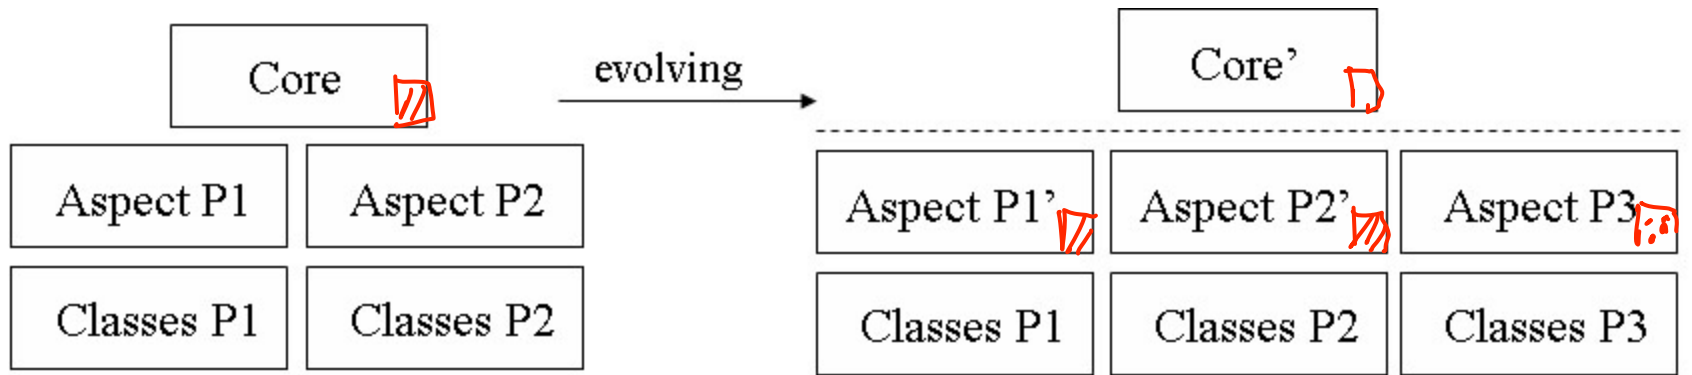 Core
evolving
Core’
Aspect P1
Aspect P2
Aspect P1’
Aspect P2’
Aspect P3
Classes P1
Classes P2
Classes P1
Classes P2
Classes P3